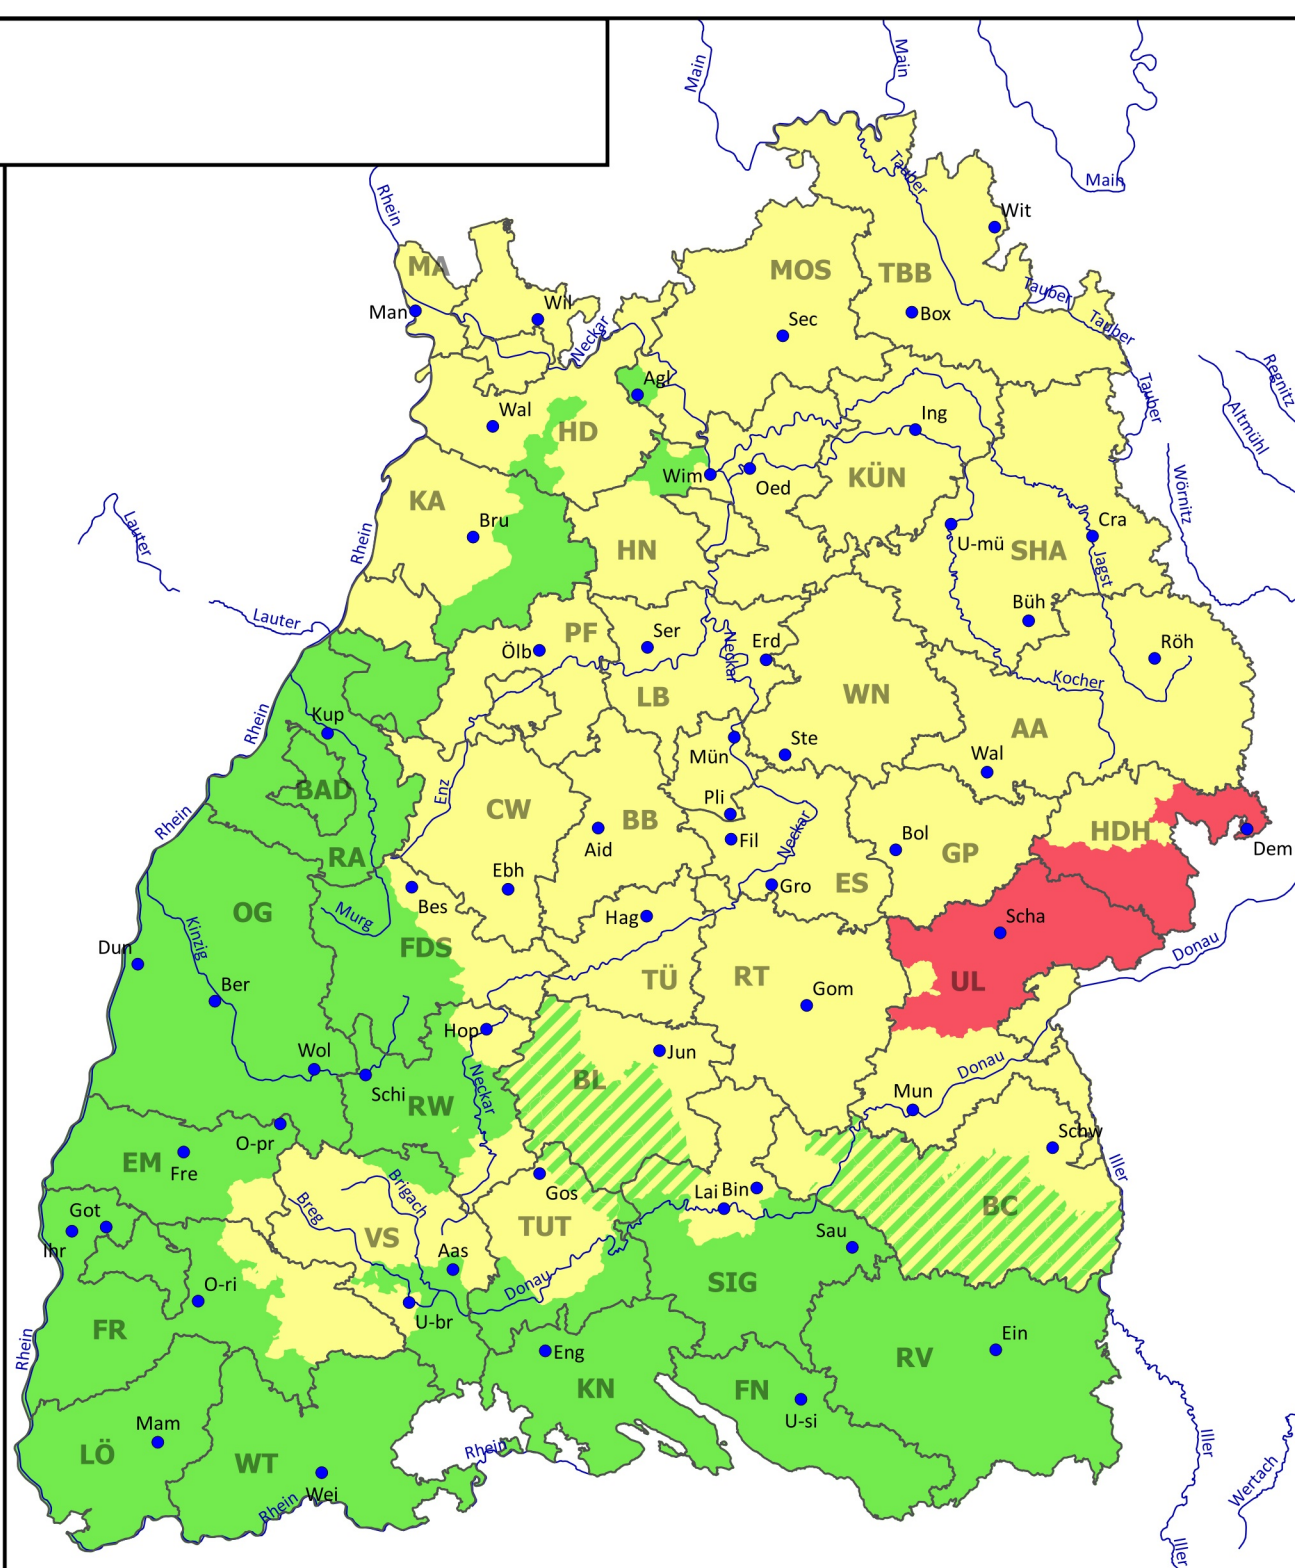 Main
Main
Main
Tauber
Rhein
Wit
MA
MOS
TBB
Tauber
Man
Wil
Sec
Box
Tauber
Neckar
Regnitz
Agl
Tauber
Altmühl
Wal
HD
Ing
Wim
Oed
KÜN
Wörnitz
KA
Bru
Cra
Lauter
Rhein
HN
U-mü
SHA
Jagst
Büh
Lauter
PF
Ser
Erd
Röh
Ölb
Neckar
Kocher
LB
WN
Rhein
Kup
AA
Mün
Ste
Wal
BAD
Enz
CW
Pli
BB
Neckar
Rhein
Aid
Fil
Bol
GP
HDH
Dem
RA
Ebh
Gro
ES
OG
Murg
Bes
Hag
Scha
Kinzig
Dun
FDS
Donau
TÜ
RT
UL
Ber
Gom
Hop
Wol
Jun
Donau
Schi
RW
Neckar
BL
Mun
O-pr
Schw
EM
Fre
Iller
Brigach
Gos
Lai
Bin
BC
Got
Breg
VS
TUT
Ihr
Aas
Sau
O-ri
Donau
SIG
U-br
FR
Rhein
Eng
Ein
RV
KN
FN
U-si
Mam
LÖ
WT
Rhein
Iller
Wei
Rhein
Wertach
Iller